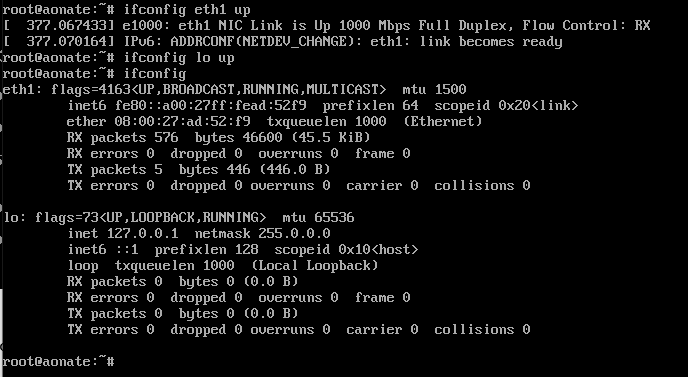 root@aonate:~# ifconfig eth1 up
[  377.067433] e1000: eth1 NIC Link is Up 1000 Mbps Full Duplex, Flow Control: RX
[  377.070164] IPv6: ADDRCONF(NETDEV_CHANGE): eth1: link becomes ready
root@aonate:~# ifconfig lo up
root@aonate:~# ifconfig
eth1: flags=4163<UP,BROADCAST,RUNNING,MULTICAST>  mtu 1500
        inet6 fe80::a00:27ff:fead:52f9  prefixlen 64  scopeid 0x20<link>
        ether 08:00:27:ad:52:f9  txqueuelen 1000  (Ethernet)
        RX packets 576  bytes 46600 (45.5 KiB)
        RX errors 0  dropped 0  overruns 0  frame 0
        TX packets 5  bytes 446 (446.0 B)
        TX errors 0  dropped 0 overruns 0  carrier 0  collisions 0
lo: flags=73<UP,LOOPBACK,RUNNING>  mtu 65536
        inet 127.0.0.1  netmask 255.0.0.0
        inet6 ::1  prefixlen 128  scopeid 0x10<host>
        loop  txqueuelen 1000  (Local Loopback)
        RX packets 0  bytes 0 (0.0 B)
        RX errors 0  dropped 0  overruns 0  frame 0
        TX packets 0  bytes 0 (0.0 B)
        TX errors 0  dropped 0 overruns 0  carrier 0  collisions 0
root@aonate:~#